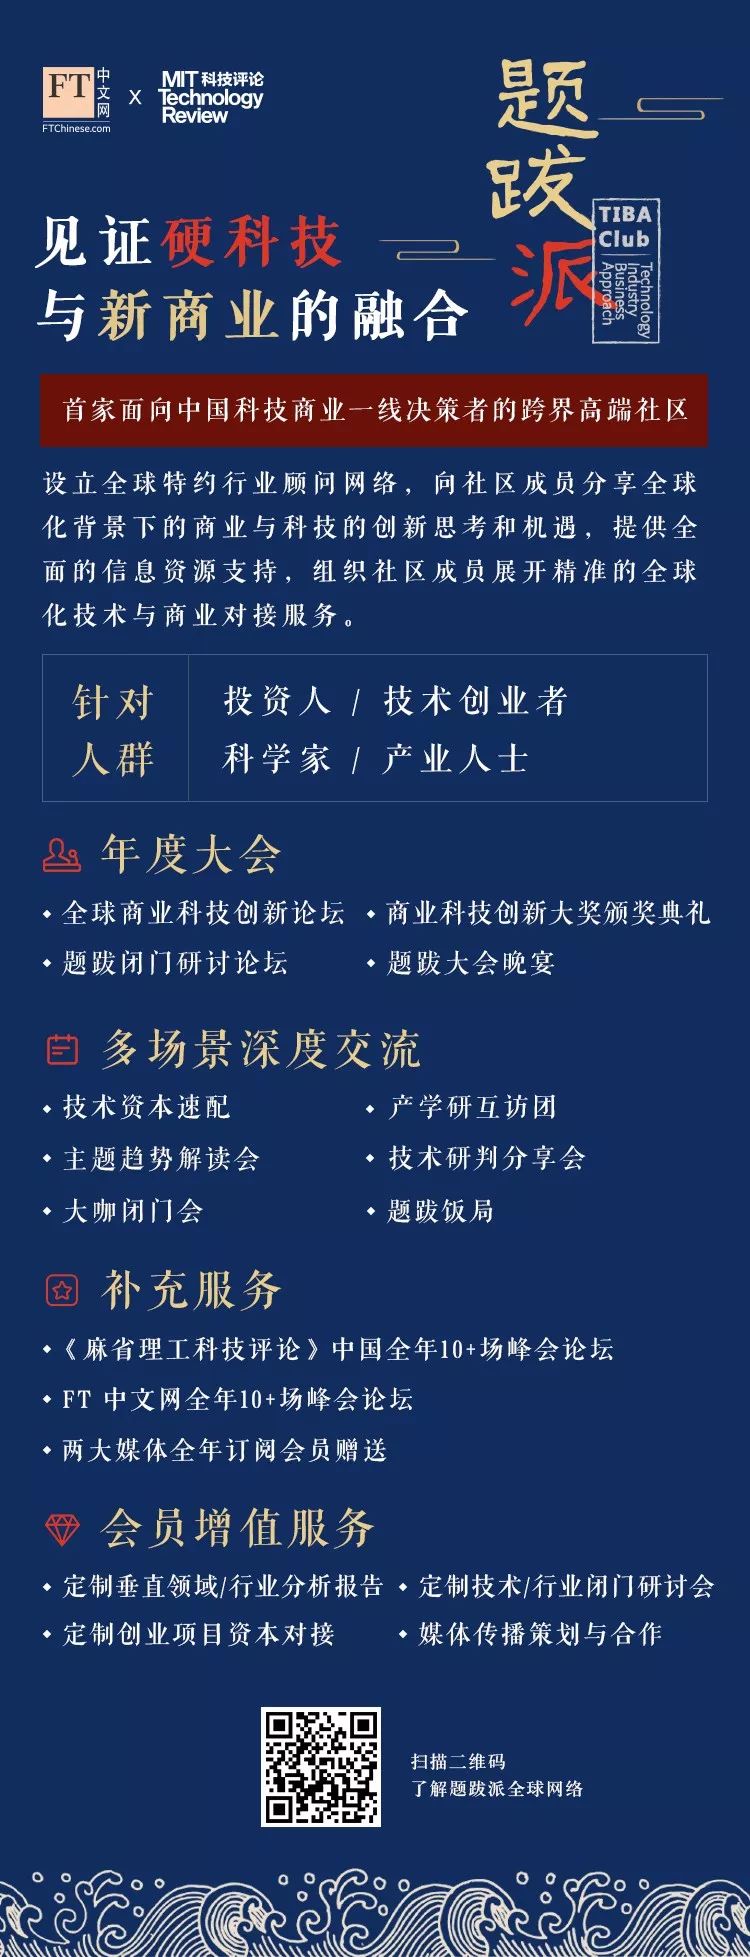 FT
中文网
FTChinese.com
X
MIT 科技评论
Technology
Review
题跋派
TIBA
Club
Technology
Industry
Business
Approach
见证硬科技
与新商业的融合
首家面向中国科技商业一线决策者的跨界高端社区
设立全球特约行业顾问网络，向社区成员分享全球
化背景下的商业与科技的创新思考和机遇，提供全
面的信息资源支持，组织社区成员展开精准的全球
化技术与商业对接服务。
针对
人群
投资人 / 技术创业者
科学家 / 产业人士
年度大会
• 全球商业科技创新论坛 • 商业科技创新大奖颁奖典礼
• 题跋闭门研讨论坛 • 题跋大会晚宴
多场景深度交流
• 技术资本速配 • 产学研互访团
• 主题趋势解读会 • 技术研判分享会
• 大咖闭门会 • 题跋饭局
补充服务
• 《麻省理工科技评论》中国全年10+场峰会论坛
• FT 中文网全年10+场峰会论坛
• 两大媒体全年订阅会员赠送
会员增值服务
• 定制垂直领域/行业分析报告 • 定制技术/行业闭门研讨会
• 定制创业项目资本对接 • 媒体传播策划与合作
扫描二维码
了解题跋派全球网络